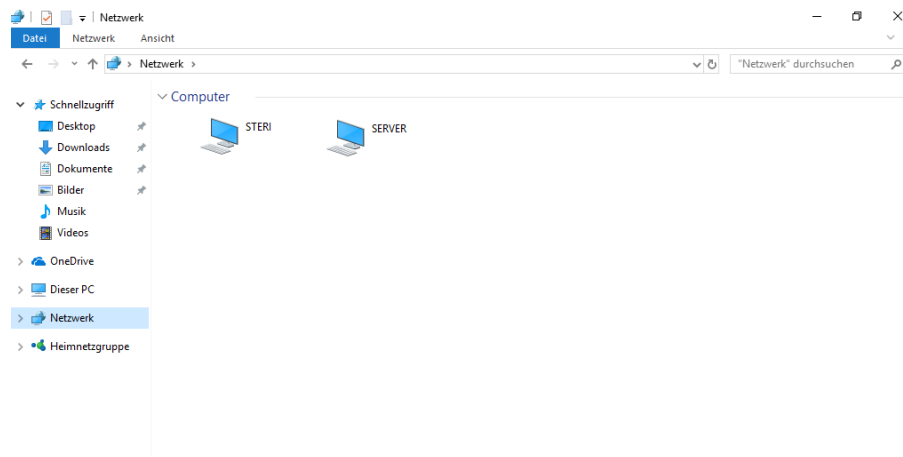 Netzwerk
Datei Netzwerk Ansicht
Netzwerk
"Netzwerk" durchsuchen
Schnellzugriff
Desktop
Downloads
Dokumente
Bilder
Musik
Videos
OneDrive
Dieser PC
Netzwerk
Heimnetzgruppe
Computer
STERI
SERVER